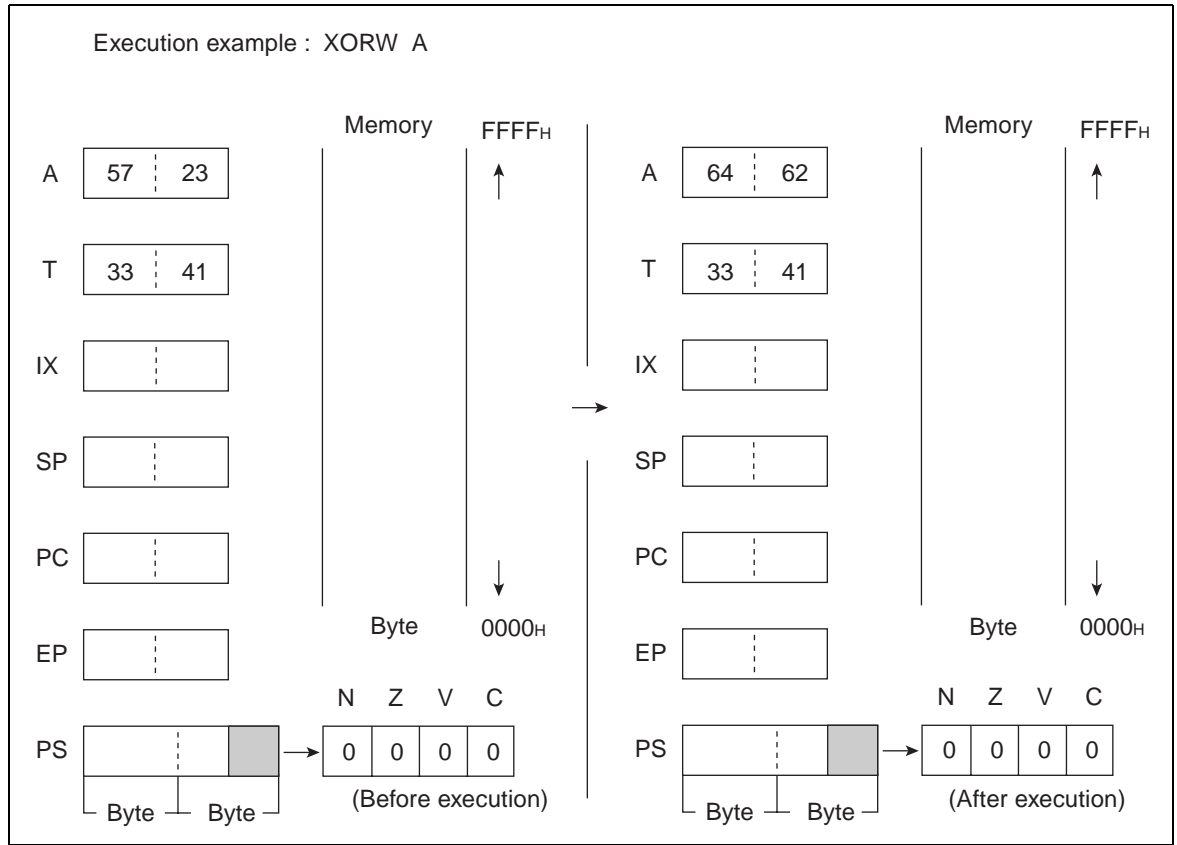 Execution example : XORW A
Memory FFFFH
A 57 23
T 33 41
IX
SP
PC
EP
Byte 0000H
N Z V C
PS 0 0 0 0
Byte Byte
(Before execution)
Memory FFFFH
A 64 62
T 33 41
IX
SP
PC
EP
Byte 0000H
N Z V C
PS 0 0 0 0
Byte Byte
(After execution)